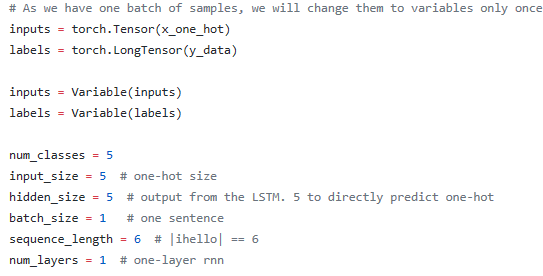 # As we have one batch of samples, we will change them to variables only once
inputs = torch.Tensor(x_one_hot)
labels = torch.LongTensor(y_data)
inputs = Variable(inputs)
labels = Variable(labels)
num_classes = 5
input_size = 5  # one-hot size
hidden_size = 5  # output from the LSTM. 5 to directly predict one-hot
batch_size = 1   # one sentence
sequence_length = 6  # |ihello| == 6
num_layers = 1  # one-layer rnn